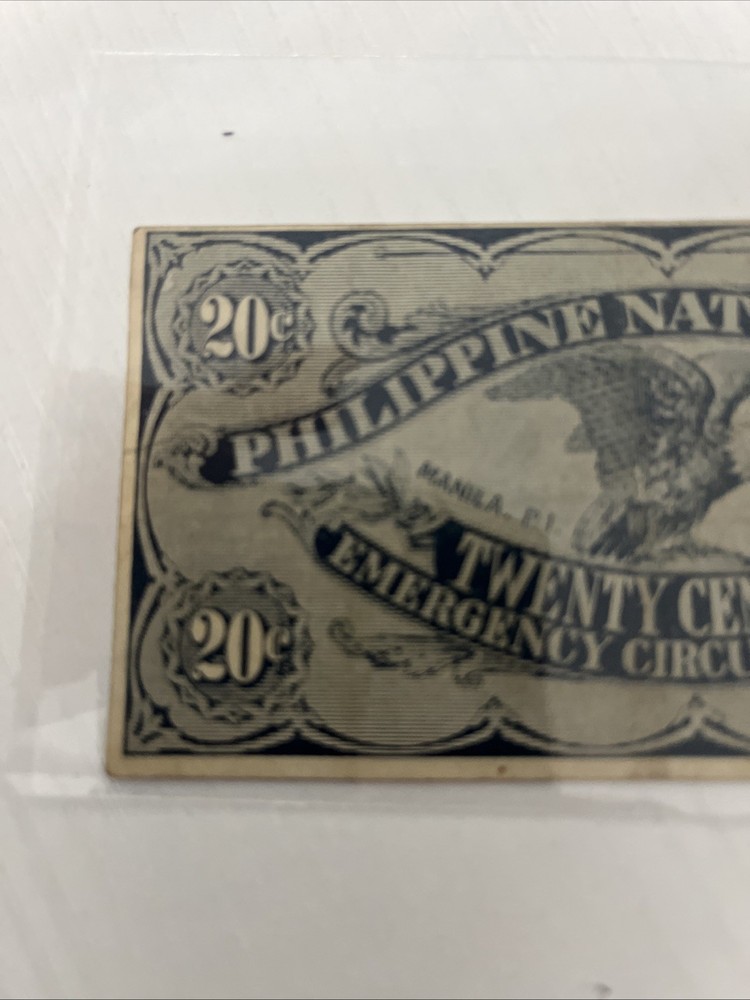 20c
PHILIPPINE NAT
MANILA, P.I.
TWENTY CEN
EMERGENCY CIRCU
20c